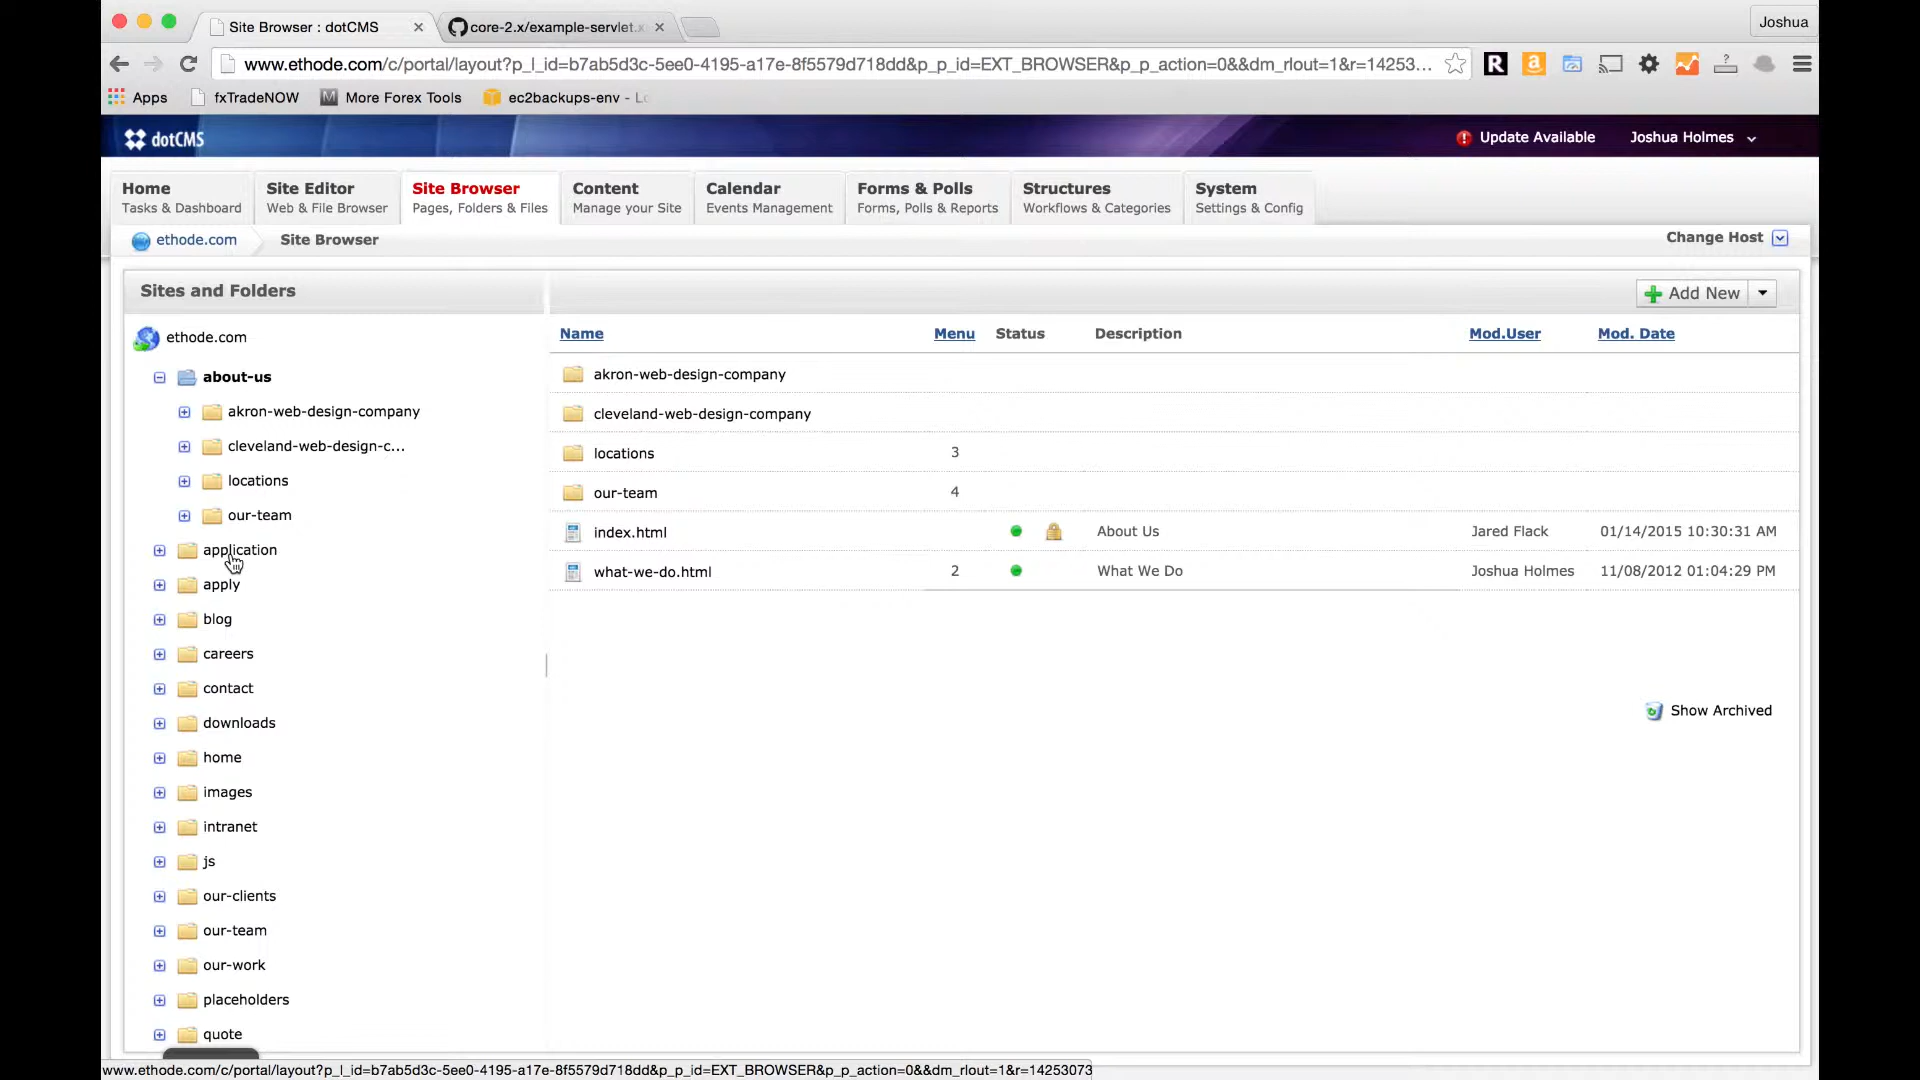 Site Browser : dotCMS
core-2.x/example-servlet.x
Joshua
www.ethode.com/c/portal/layout?p_l_id=b7ab5d3c-5ee0-4195-a17e-8f5579d718dd&p_p_id=EXT_BROWSER&p_p_action=0&&dm_rlout=1&r=14253...
Apps
fxTradeNOW
More Forex Tools
ec2backups-env - Lo
dotCMS
Update Available
Joshua Holmes
Home
Tasks & Dashboard
Site Editor
Web & File Browser
Site Browser
Pages, Folders & Files
Content
Manage your Site
Calendar
Events Management
Forms & Polls
Forms, Polls & Reports
Structures
Workflows & Categories
System
Settings & Config
ethode.com
Site Browser
Change Host
Sites and Folders
Add New
ethode.com
about-us
akron-web-design-company
cleveland-web-design-c...
locations
our-team
application
apply
blog
careers
contact
downloads
home
images
intranet
js
our-clients
our-team
our-work
placeholders
quote
Name Menu Status Description Mod.User Mod. Date
akron-web-design-company
cleveland-web-design-company
locations 3
our-team 4
index.html About Us Jared Flack 01/14/2015 10:30:31 AM
what-we-do.html 2 What We Do Joshua Holmes 11/08/2012 01:04:29 PM
Show Archived
www.ethode.com/c/portal/layout?p_l_id=b7ab5d3c-5ee0-4195-a17e-8f5579d718dd&p_p_id=EXT_BROWSER&p_p_action=0&&dm_rlout=1&r=14253073